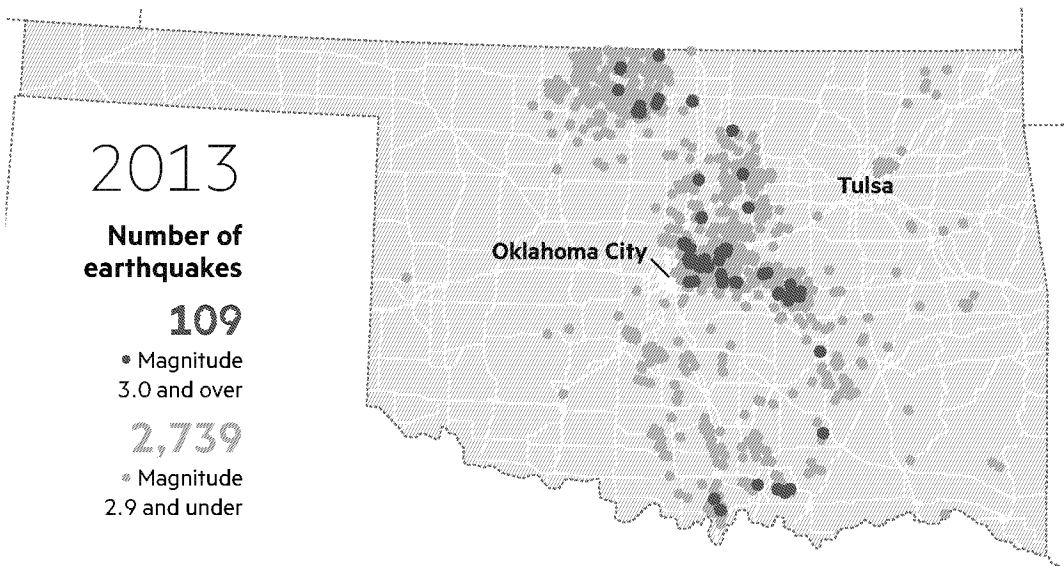 2013
Number of
earthquakes
109
Magnitude
3.0 and over
2,739
Magnitude
2.9 and under
Oklahoma City
Tulsa